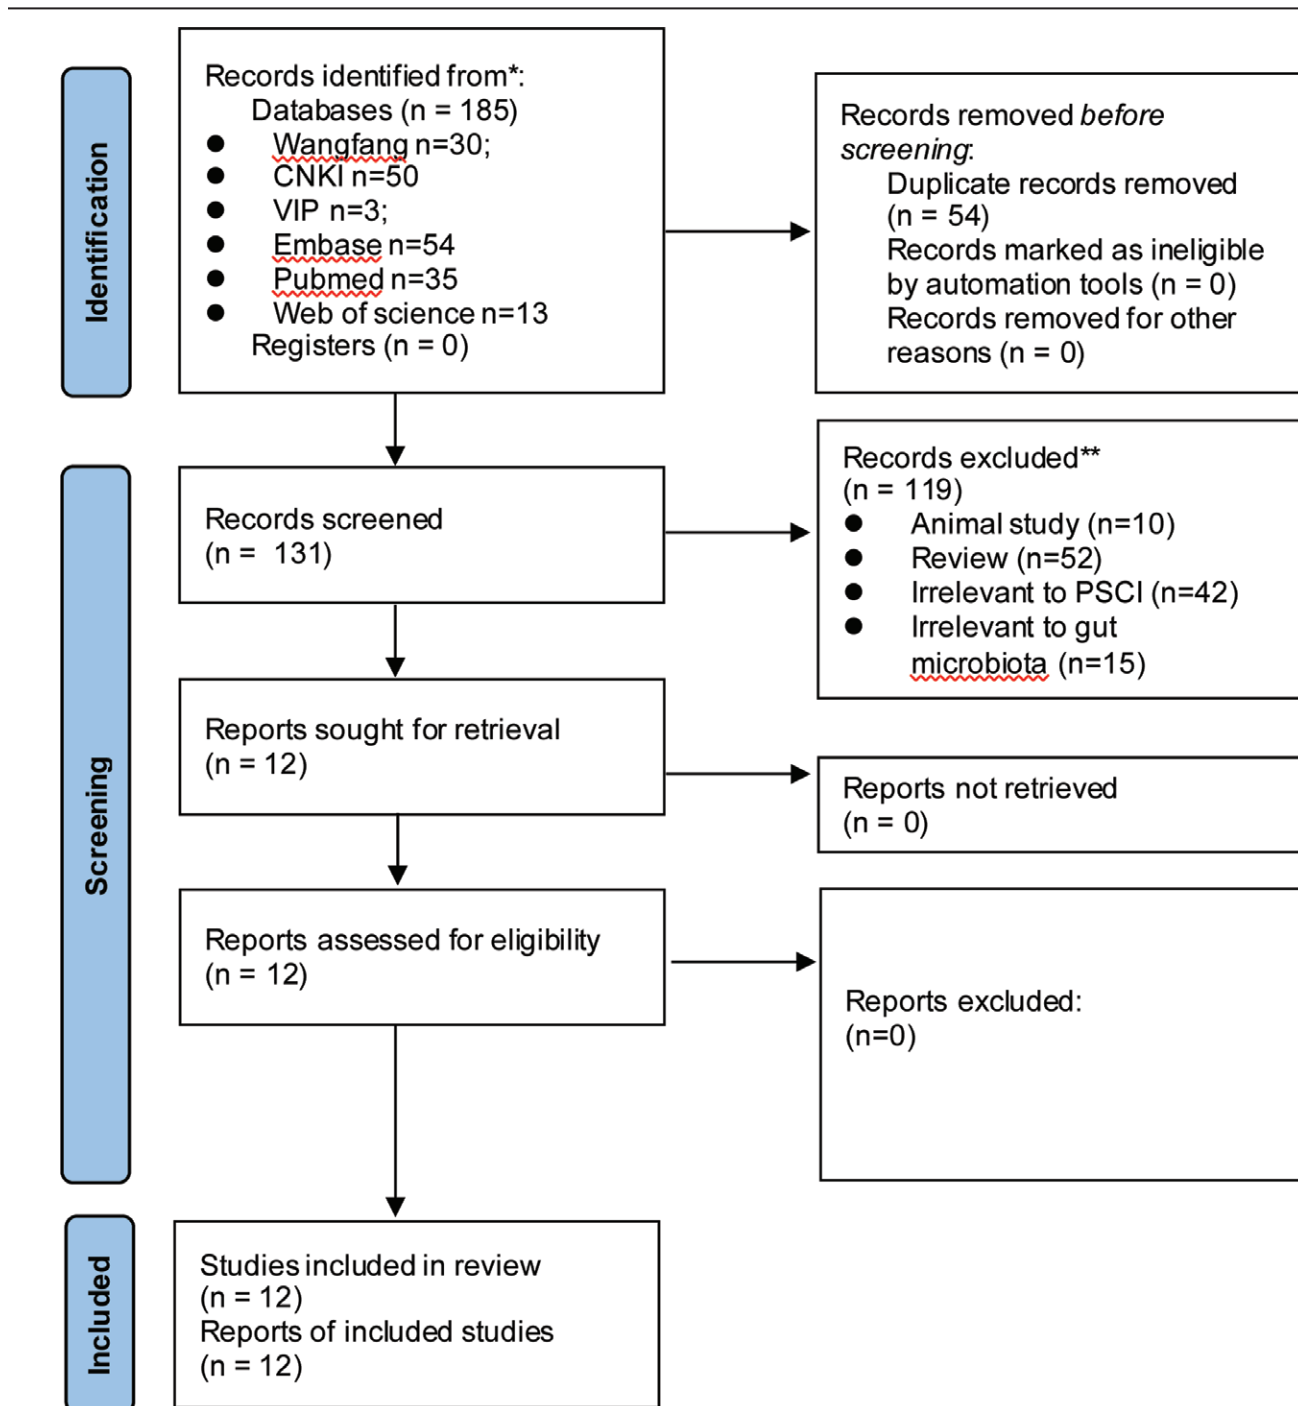 Identification
Records identified from*:
Databases (n = 185)
● Wangfang n=30;
● CNKI n=50
● VIP n=3;
● Embase n=54
● Pubmed n=35
● Web of science n=13
Registers (n = 0)
Records removed before
screening:
Duplicate records removed
(n = 54)
Records marked as ineligible
by automation tools (n = 0)
Records removed for other
reasons (n = 0)
Screening
Records screened
(n =  131)
Records excluded**
(n = 119)
● Animal study (n=10)
● Review (n=52)
● Irrelevant to PSCI (n=42)
● Irrelevant to gut
microbiota (n=15)
Reports sought for retrieval
(n = 12)
Reports not retrieved
(n = 0)
Reports assessed for eligibility
(n = 12)
Reports excluded:
(n=0)
Included
Studies included in review
(n = 12)
Reports of included studies
(n = 12)